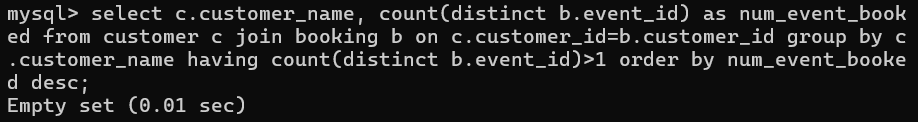 mysql> select c.customer_name, count(distinct b.event_id) as num_event_book
ed from customer c join booking b on c.customer_id=b.customer_id group by c
.customer_name having count(distinct b.event_id)>1 order by num_event_booke
d desc;
Empty set (0.01 sec)